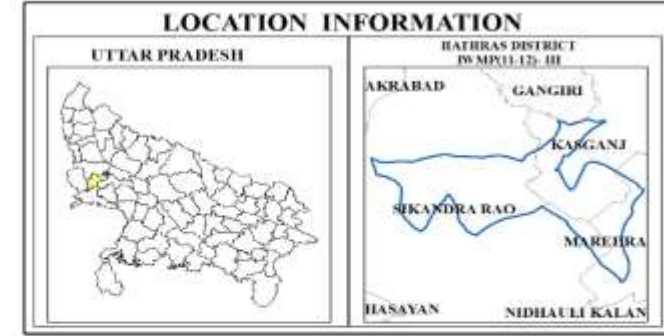 LOCATION INFORMATION
UTTAR PRADESH
HATHRAS DISTRICT
IWMP(11-12)- III
AKRABAD
GANGIRI
KASGANJ
SIKANDRA RAO
MAREHRA
HASAYAN
NIDHAULI KALAN